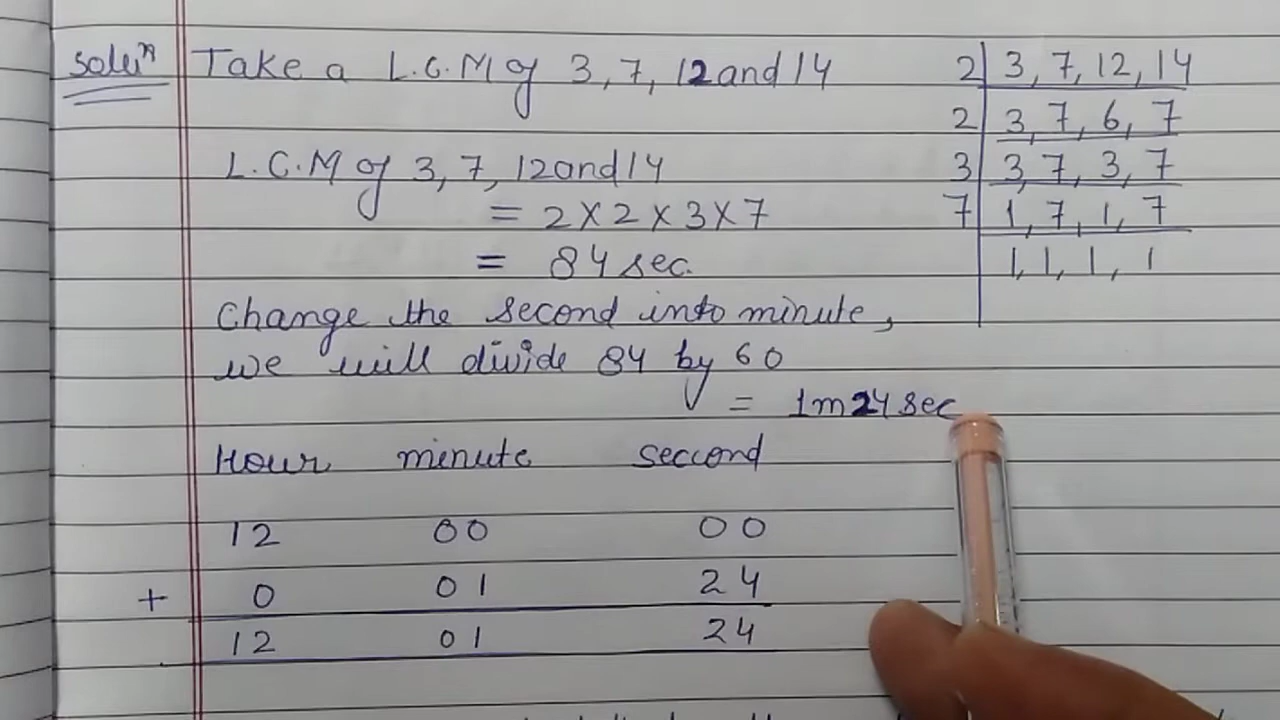 Solu^n Take a L.C.M of 3, 7, 12 and 14
L.C.M of 3, 7, 12 and 14
= 2 X 2 X 3 X 7
= 84 sec.
Change the second into minute,
we will divide 84 by 60
= 1m 24 sec
Hour minute seccond
12 00 00
+ 0 01 24
12 01 24
2 | 3, 7, 12, 14
2 | 3, 7, 6, 7
3 | 3, 7, 3, 7
7 | 1, 7, 1, 7
1, 1, 1, 1